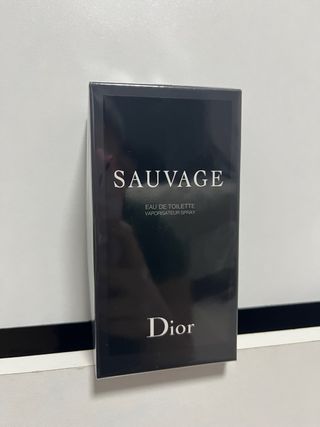 SAUVAGE
EAU DE TOILETTE
VAPORISATEUR SPRAY
Dior